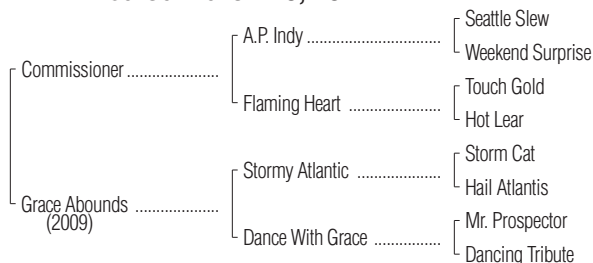 Seattle Slew
A.P. Indy
Weekend Surprise
Commissioner
Touch Gold
Flaming Heart
Hot Lear
Storm Cat
Stormy Atlantic
Hail Atlantis
Grace Abounds
(2009)
Mr. Prospector
Dance With Grace
Dancing Tribute